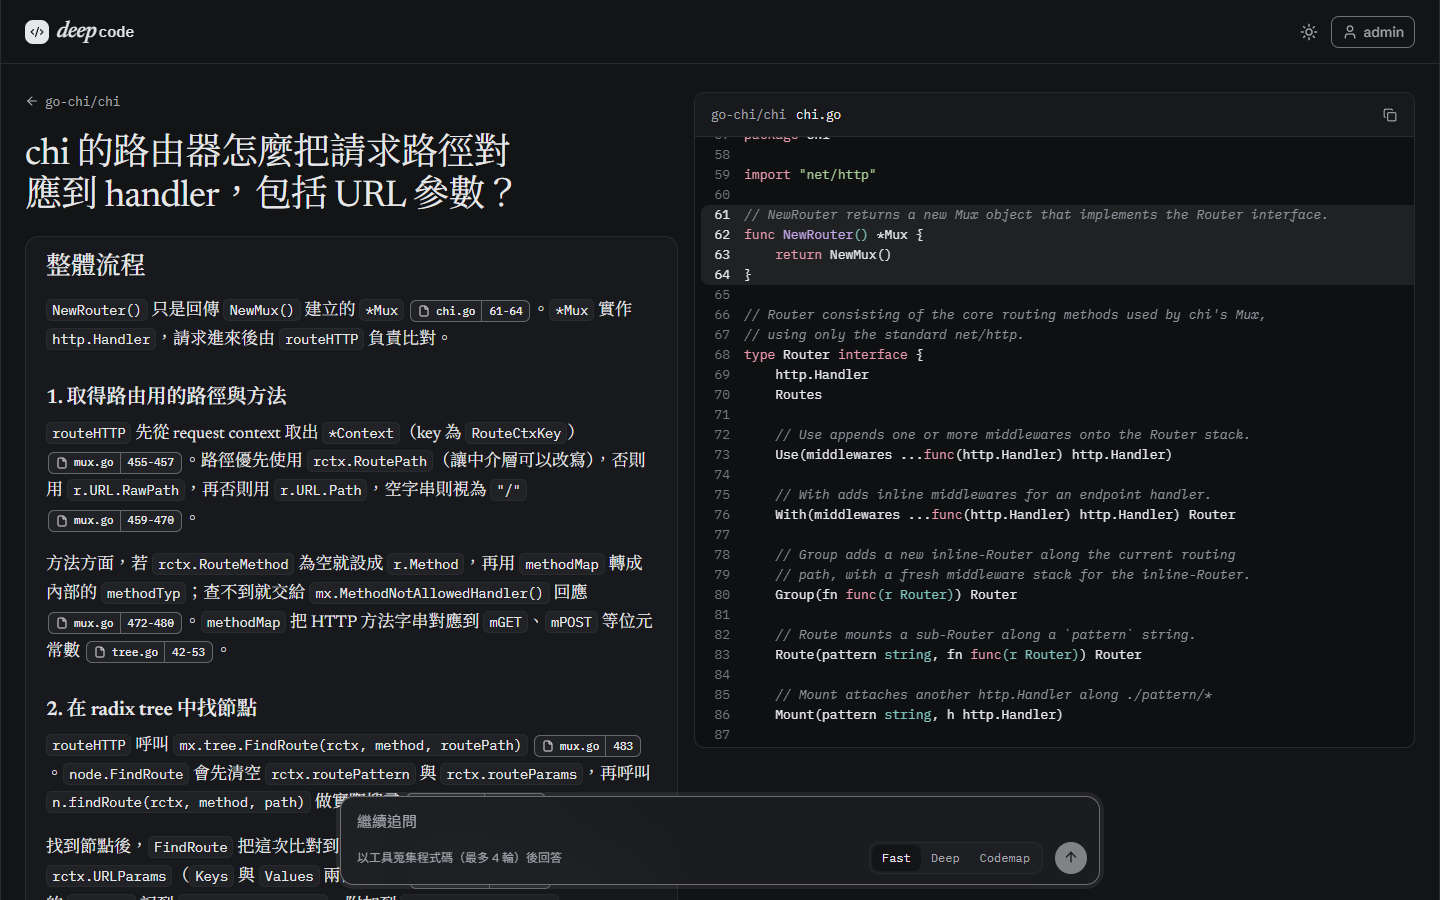 deep code
admin
← go-chi/chi
chi 的路由器怎麼把請求路徑對
應到 handler，包括 URL 參數？
整體流程
NewRouter() 只是回傳 NewMux() 建立的 *Mux chi.go 61-64 。 *Mux 實作
http.Handler ，請求進來後由 routeHTTP 負責比對。
1. 取得路由用的路徑與方法
routeHTTP 先從 request context 取出 *Context （key 為 RouteCtxKey ）
mux.go 455-457 。路徑優先使用 rctx.RoutePath （讓中介層可以改寫），否則
用 r.URL.RawPath ，再否則用 r.URL.Path ，空字串則視為 "/"
mux.go 459-470 。
方法方面，若 rctx.RouteMethod 為空就設成 r.Method ，再用 methodMap 轉成
內部的 methodTyp ；查不到就交給 mx.MethodNotAllowedHandler() 回應
mux.go 472-480 。 methodMap 把 HTTP 方法字串對應到 mGET 、 mPOST 等位元
常數 tree.go 42-53 。
2. 在 radix tree 中找節點
routeHTTP 呼叫 mx.tree.FindRoute(rctx, method, routePath) mux.go 483
。 node.FindRoute 會先清空 rctx.routePattern 與 rctx.routeParams ，再呼叫
n.findRoute(rctx, method, path) 做實際搜尋
找到節點後， FindRoute 把這次比對到
rctx.URLParams （ Keys 與 Values 兩
go-chi/chi chi.go
57 package chi
58
59 import "net/http"
60
61 // NewRouter returns a new Mux object that implements the Router interface.
62 func NewRouter() *Mux {
63 return NewMux()
64 }
65
66 // Router consisting of the core routing methods used by chi's Mux,
67 // using only the standard net/http.
68 type Router interface {
69 http.Handler
70 Routes
71
72 // Use appends one or more middlewares onto the Router stack.
73 Use(middlewares ...func(http.Handler) http.Handler)
74
75 // With adds inline middlewares for an endpoint handler.
76 With(middlewares ...func(http.Handler) http.Handler) Router
77
78 // Group adds a new inline-Router along the current routing
79 // path, with a fresh middleware stack for the inline-Router.
80 Group(fn func(r Router)) Router
81
82 // Route mounts a sub-Router along a `pattern` string.
83 Route(pattern string, fn func(r Router)) Router
84
85 // Mount attaches another http.Handler along ./pattern/*
86 Mount(pattern string, h http.Handler)
87
繼續追問
以工具蒐集程式碼（最多 4 輪）後回答
Fast Deep Codemap